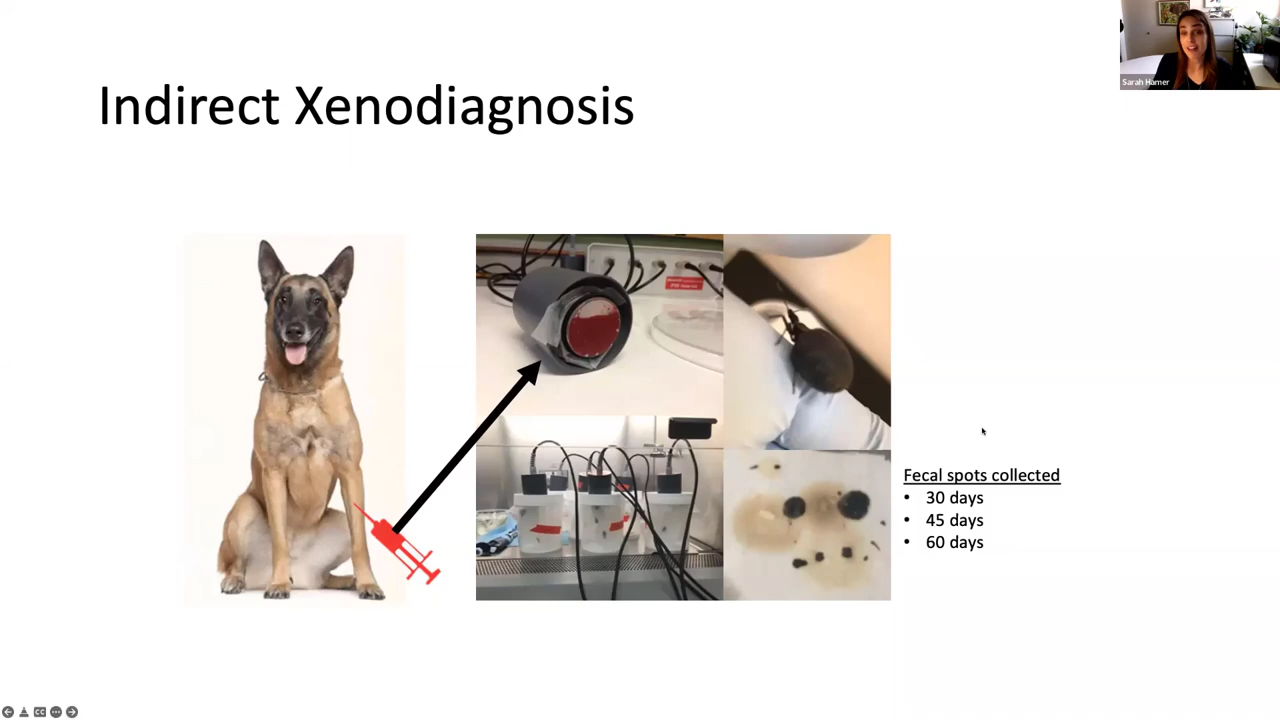 Sarah Hamer
Indirect Xenodiagnosis
Fecal spots collected
• 30 days
• 45 days
• 60 days